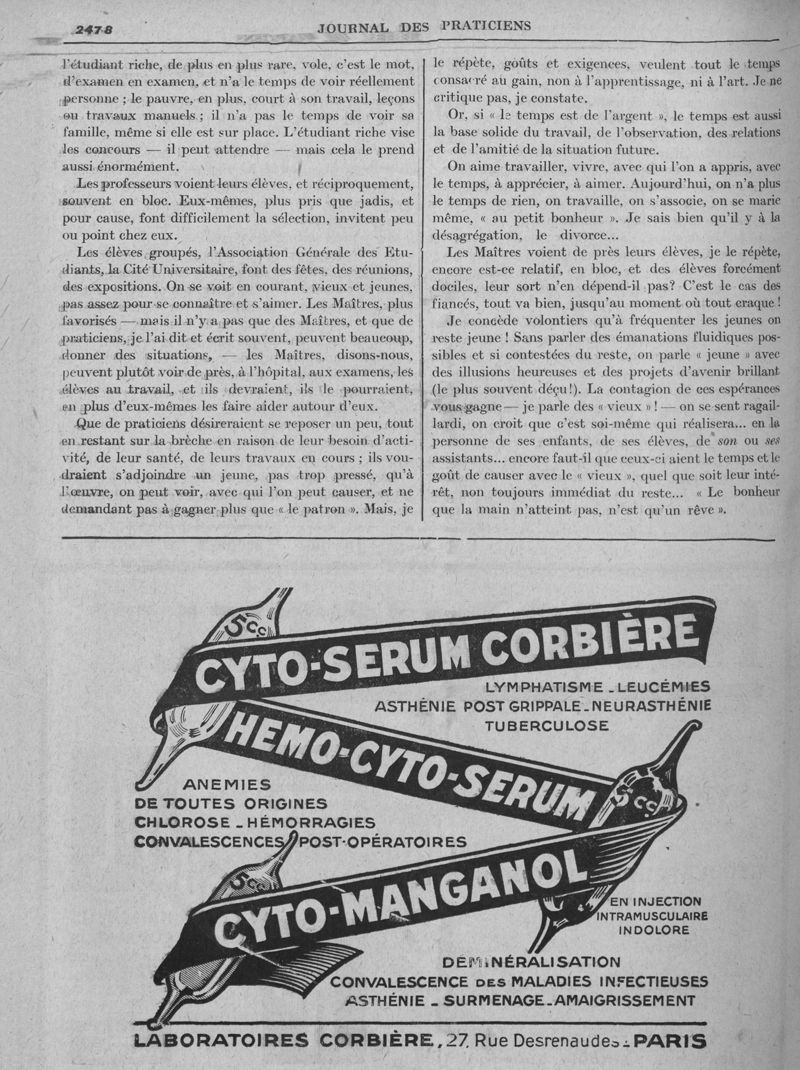 2478
JOURNAL DES PRATICIENS
l'étudiant riche, de plus en plus rare, vole, c'est le mot,
d'examen en examen, et n'a le temps de voir réellement
personne ; le pauvre, en plus, court à son travail, leçons
ou travaux manuels ; il n'a pas le temps de voir sa
famille, même si elle est sur place. L'étudiant riche vise
les concours — il peut attendre — mais cela le prend
aussi énormément.
Les professeurs voient leurs élèves, et réciproquement,
souvent en bloc. Eux-mêmes, plus pris que jadis, et
pour cause, font difficilement la sélection, invitent peu
ou point chez eux.
Les élèves groupés, l'Association Générale des Etu-
diants, la Cité Universitaire, font des fêtes, des réunions,
des expositions. On se voit en courant, vieux et jeunes,
pas assez pour se connaître et s'aimer. Les Maîtres, plus
favorisés — mais il n'y a pas que des Maîtres, et que de
praticiens, je l'ai dit et écrit souvent, peuvent beaucoup,
donner des situations, — les Maîtres, disons-nous,
peuvent plutôt voir de près, à l'hôpital, aux examens, les
élèves au travail, et ils devraient, ils le pourraient,
en plus d'eux-mêmes les faire aider autour d'eux.
Que de praticiens désireraient se reposer un peu, tout
en restant sur la brèche en raison de leur besoin d'acti-
vité, de leur santé, de leurs travaux en cours ; ils vou-
draient s'adjoindre un jeune, pas trop pressé, qu'à
l'œuvre, on peut voir, avec qui l'on peut causer, et ne
demandant pas à gagner plus que « le patron ». Mais, je
le répète, goûts et exigences, veulent tout le temps
consacré au gain, non à l'apprentissage, ni à l'art. Je ne
critique pas, je constate.
Or, si « le temps est de l'argent », le temps est aussi
la base solide du travail, de l'observation, des relations
et de l'amitié de la situation future.
On aime travailler, vivre, avec qui l'on a appris, avec
le temps, à apprécier, à aimer. Aujourd'hui, on n'a plus
le temps de rien, on travaille, on s'associe, on se marie
même, « au petit bonheur ». Je sais bien qu'il y à la
désagrégation, le divorce...
Les Maîtres voient de près leurs élèves, je le répète,
encore est-ce relatif, en bloc, et des élèves forcément
dociles, leur sort n'en dépend-il pas? C'est le cas des
fiancés, tout va bien, jusqu'au moment où tout craque !
Je concède volontiers qu'à fréquenter les jeunes on
reste jeune ! Sans parler des émanations fluidiques pos-
sibles et si contestées du reste, on parle « jeune » avec
des illusions heureuses et des projets d'avenir brillant
(le plus souvent déçu!). La contagion de ces espérances
vous gagne — je parle des « vieux » ! — on se sent ragail-
lardi, on croit que c'est soi-même qui réalisera... en la
personne de ses enfants, de ses élèves, de son ou ses
assistants... encore faut-il que ceux-ci aient le temps et le
goût de causer avec le « vieux », quel que soit leur inté-
rêt, non toujours immédiat du reste... « Le bonheur
que la main n'atteint pas, n'est qu'un rêve ».
5cc.
CYTO-SERUM CORBIÈRE
LYMPHATISME - LEUCÉMIES
ASTHÉNIE POST GRIPPALE - NEURASTHÉNIE
TUBERCULOSE
HEMO-CYTO-SERUM
5cc.
ANEMIES
DE TOUTES ORIGINES
CHLOROSE - HÉMORRAGIES
CONVALESCENCES POST-OPÉRATOIRES
5cc.
CYTO-MANGANOL
EN INJECTION
INTRAMUSCULAIRE
INDOLORE
DÉMINÉRALISATION
CONVALESCENCE DES MALADIES INFECTIEUSES
ASTHÉNIE - SURMENAGE - AMAIGRISSEMENT
LABORATOIRES CORBIÈRE, 27, Rue Desrenaudes - PARIS